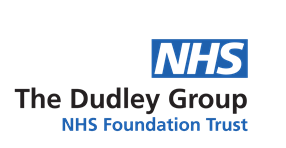 NHS
The Dudley Group
NHS Foundation Trust